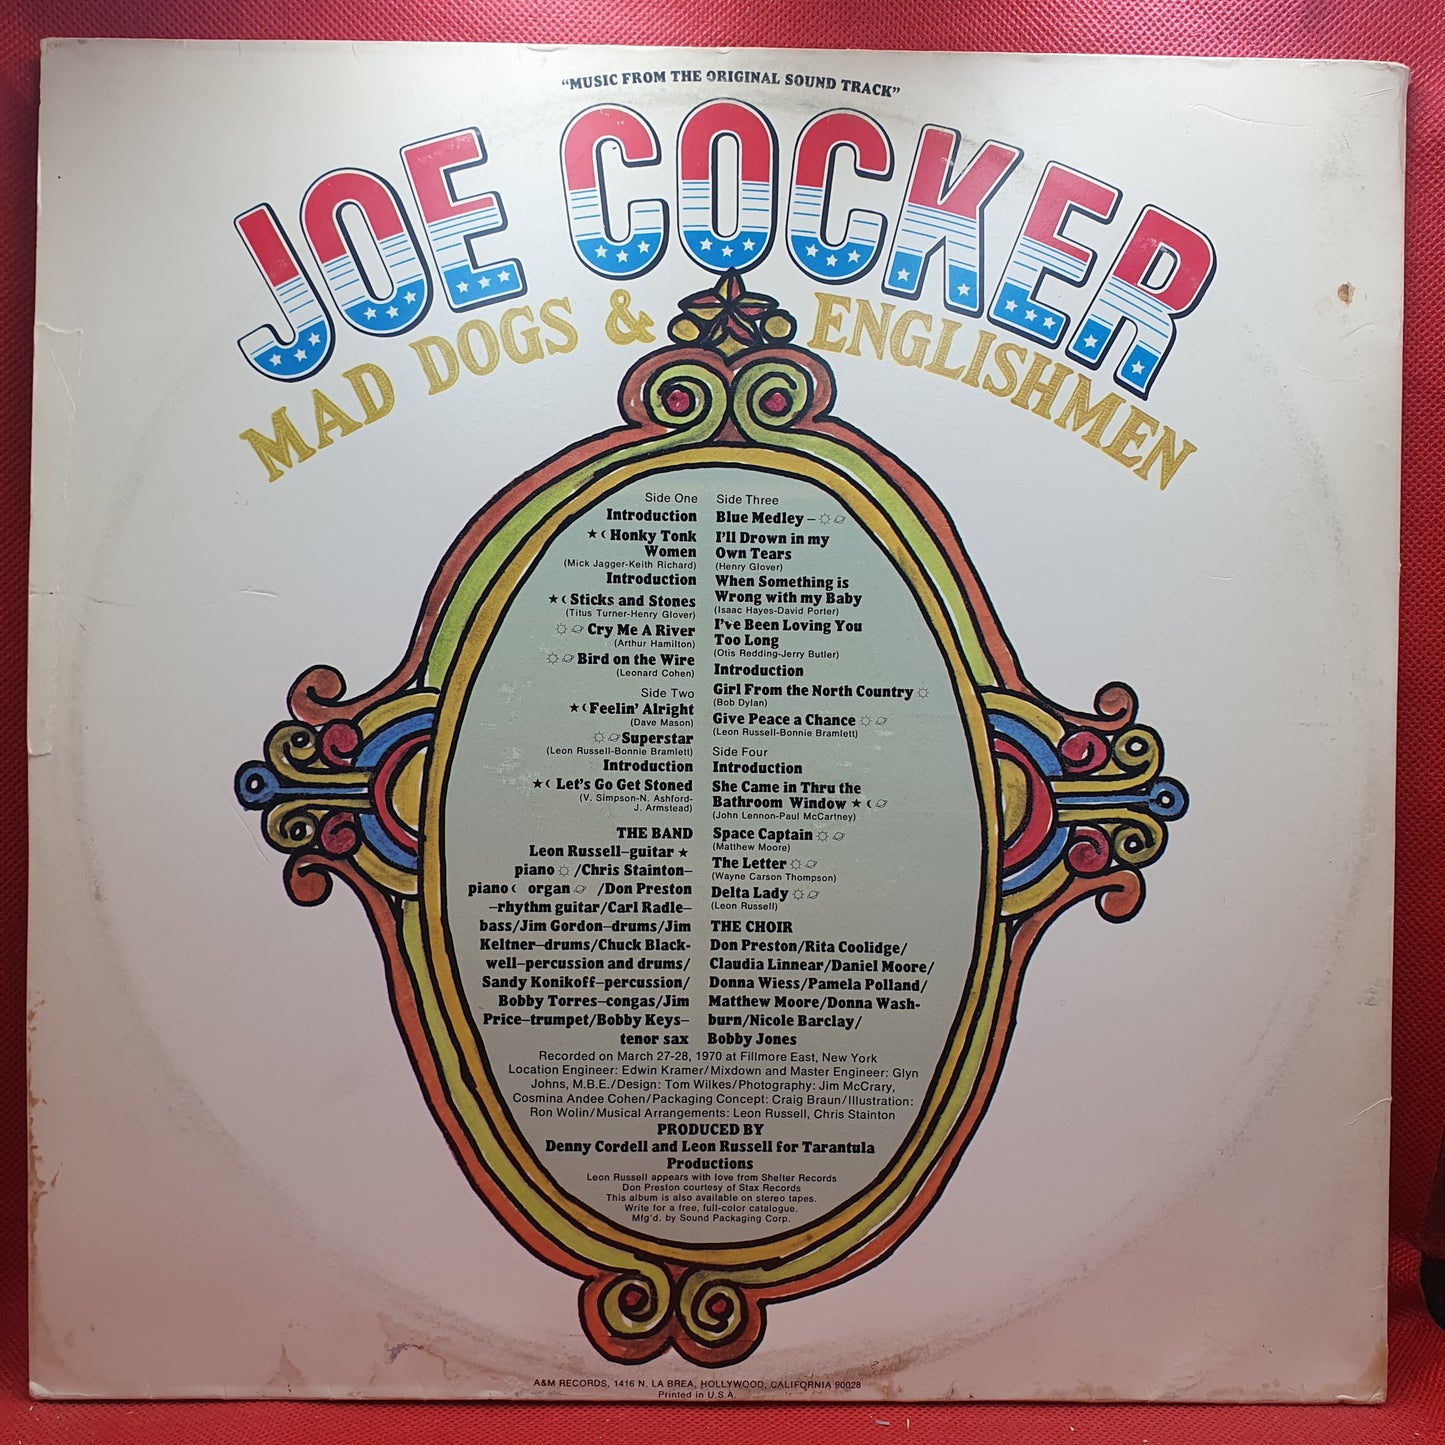 “MUSIC FROM THE ORIGINAL SOUND TRACK”
JOE COCKER
MAD DOGS & ENGLISHMEN
Side One
Introduction
★☾Honky Tonk
Women
(Mick Jagger-Keith Richard)
Introduction
★☾Sticks and Stones
(Titus Turner-Henry Glover)
Cry Me A River
(Arthur Hamilton)
Bird on the Wire
(Leonard Cohen)
Side Two
★☾Feelin’ Alright
(Dave Mason)
Superstar
(Leon Russell-Bonnie Bramlett)
Introduction
★☾Let’s Go Get Stoned
(V. Simpson-N. Ashford-
J. Armstead)
THE BAND
Leon Russell–guitar ★
piano /Chris Stainton–
piano☾ organ /Don Preston
–rhythm guitar/Carl Radle–
bass/Jim Gordon–drums/Jim
Keltner–drums/Chuck Black-
well–percussion and drums/
Sandy Konikoff–percussion/
Bobby Torres–congas/Jim
Price–trumpet/Bobby Keys–
tenor sax
Side Three
Blue Medley –
I’ll Drown in my
Own Tears
(Henry Glover)
When Something is
Wrong with my Baby
(Isaac Hayes-David Porter)
I’ve Been Loving You
Too Long
(Otis Redding-Jerry Butler)
Introduction
Girl From the North Country
(Bob Dylan)
Give Peace a Chance
(Leon Russell-Bonnie Bramlett)
Side Four
Introduction
She Came in Thru the
Bathroom Window ★☾
(John Lennon-Paul McCartney)
Space Captain
(Matthew Moore)
The Letter
(Wayne Carson Thompson)
Delta Lady
(Leon Russell)
THE CHOIR
Don Preston/Rita Coolidge/
Claudia Linnear/Daniel Moore/
Donna Wiess/Pamela Polland/
Matthew Moore/Donna Wash-
burn/Nicole Barclay/
Bobby Jones
Recorded on March 27-28, 1970 at Fillmore East, New York
Location Engineer: Edwin Kramer/Mixdown and Master Engineer: Glyn
Johns, M.B.E./Design: Tom Wilkes/Photography: Jim McCrary,
Cosmina Andee Cohen/Packaging Concept: Craig Braun/Illustration:
Ron Wolin/Musical Arrangements: Leon Russell, Chris Stainton
PRODUCED BY
Denny Cordell and Leon Russell for Tarantula
Productions
Leon Russell appears with love from Shelter Records
Don Preston courtesy of Stax Records
This album is also available on stereo tapes.
Write for a free, full-color catalogue.
Mfg’d. by Sound Packaging Corp.
A&M RECORDS, 1416 N. LA BREA, HOLLYWOOD, CALIFORNIA 90028
Printed in U.S.A.